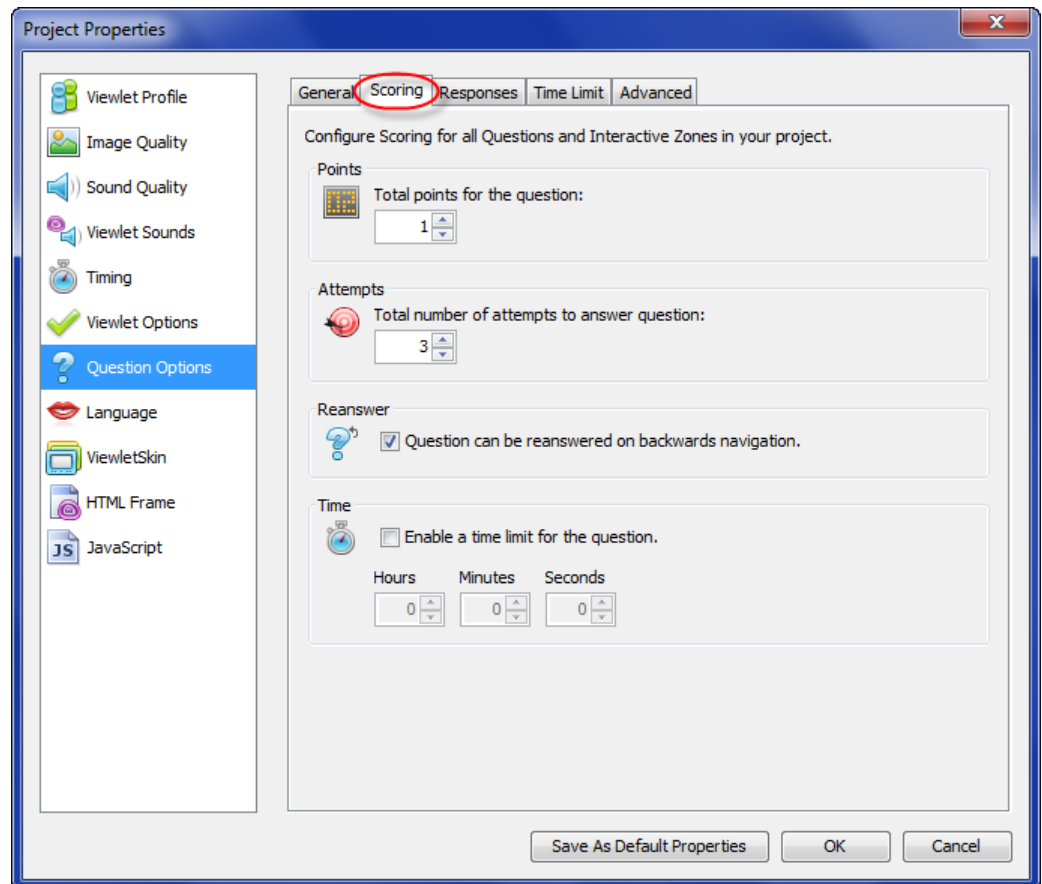 Project Properties
X
Viewlet Profile
Image Quality
Sound Quality
Viewlet Sounds
Timing
Viewlet Options
Question Options
Language
ViewletSkin
HTML Frame
JS JavaScript
General Scoring Responses Time Limit Advanced
Configure Scoring for all Questions and Interactive Zones in your project.
Points
Total points for the question:
1
Attempts
Total number of attempts to answer question:
3
Reanswer
Question can be reanswered on backwards navigation.
Time
Enable a time limit for the question.
Hours Minutes Seconds
0 0 0
Save As Default Properties OK Cancel